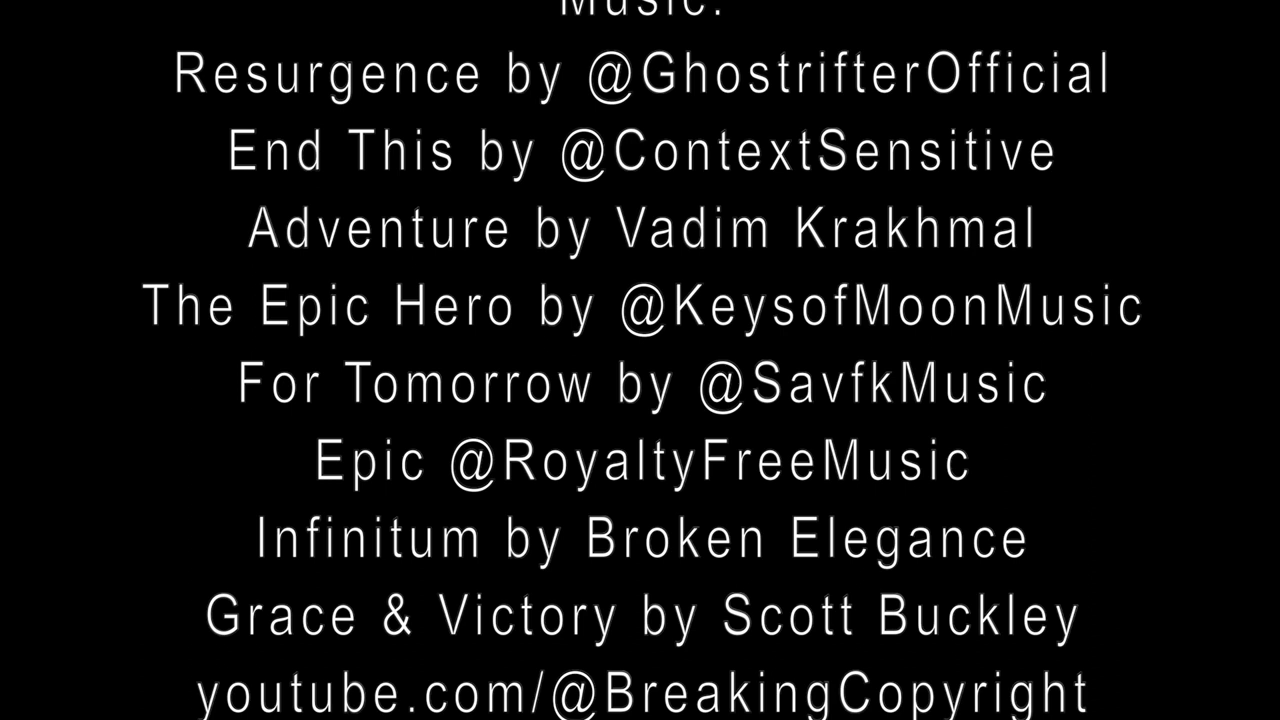 Music:
Resurgence by @GhostrifterOfficial
End This by @ContextSensitive
Adventure by Vadim Krakhmal
The Epic Hero by @KeysofMoonMusic
For Tomorrow by @SavfkMusic
Epic @RoyaltyFreeMusic
Infinitum by Broken Elegance
Grace & Victory by Scott Buckley
youtube.com/@BreakingCopyright